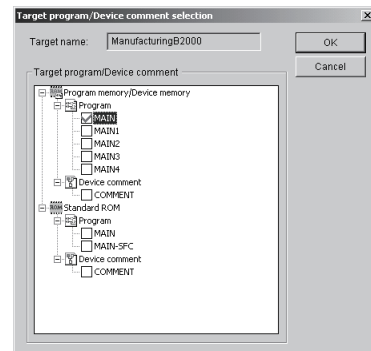 Target program/Device comment selection
Target name: ManufacturingB2000
OK
Cancel
Target program/Device comment
Program memory/Device memory
Program
MAIN
MAIN1
MAIN2
MAIN3
MAIN4
Device comment
COMMENT
Standard ROM
Program
MAIN
MAIN-SFC
Device comment
COMMENT